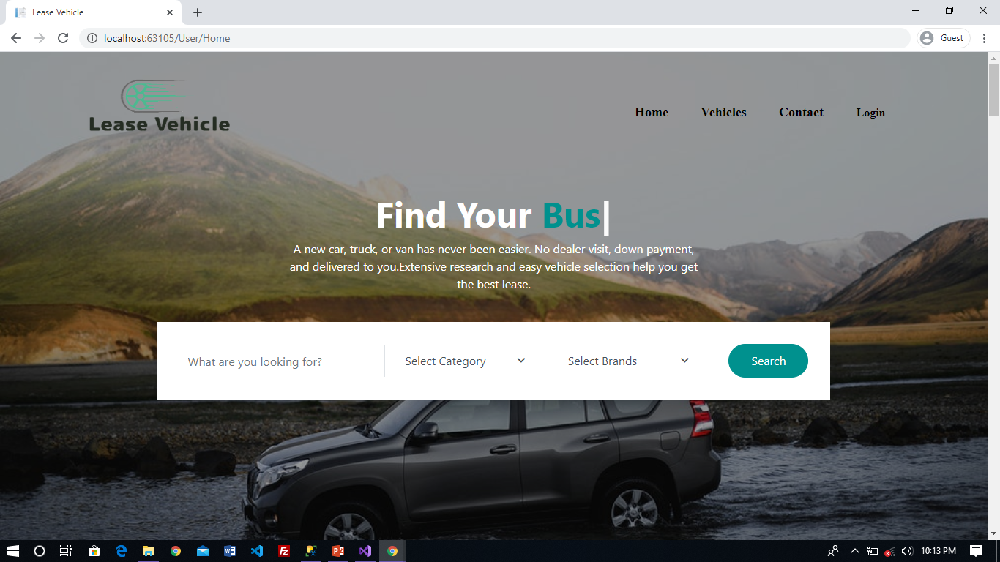 Lease Vehicle
localhost:63105/User/Home
Guest
Lease Vehicle
Home Vehicles Contact Login
Find Your Bus|
A new car, truck, or van has never been easier. No dealer visit, down payment,
and delivered to you.Extensive research and easy vehicle selection help you get
the best lease.
What are you looking for? Select Category Select Brands Search
10:13 PM